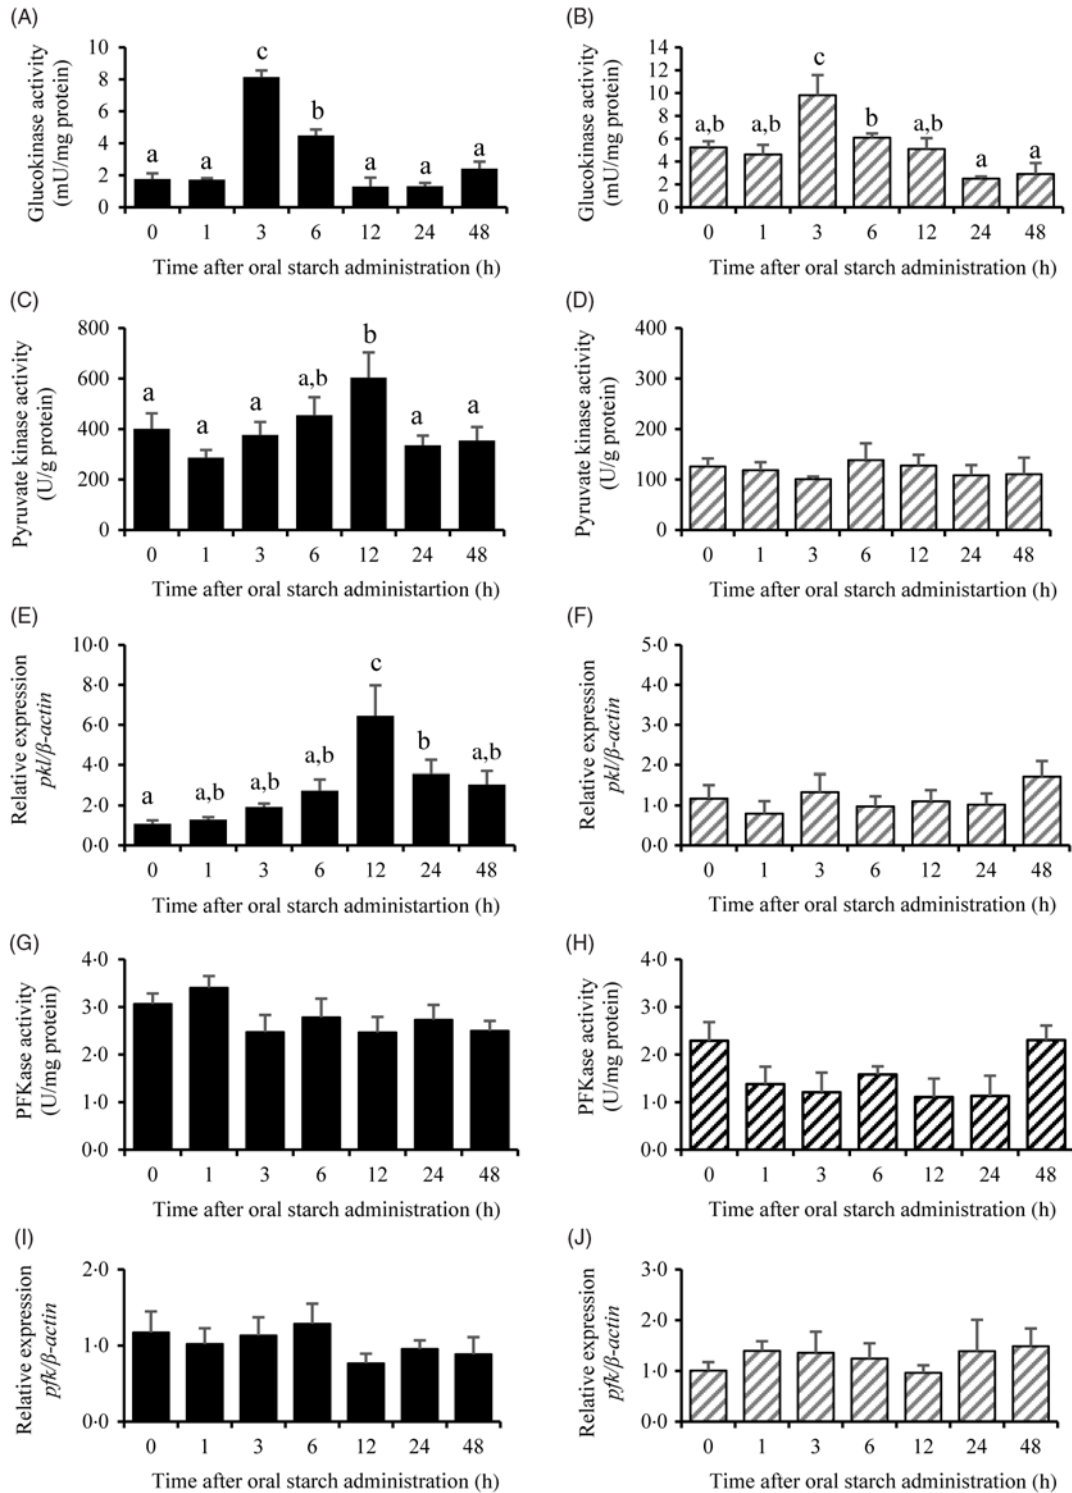 (A)
Glucokinase activity
(mU/mg protein)
10
8
6
4
2
0
a
a
c
b
a
a
a
0 1 3 6 12 24 48
Time after oral starch administration (h)
(B)
Glucokinase activity
(mU/mg protein)
14
12
10
8
6
4
2
0
a,b
a,b
c
b
a,b
a
a
0 1 3 6 12 24 48
Time after oral starch administration (h)
(C)
Pyruvate kinase activity
(U/g protein)
800
600
400
200
0
a
a
a
a,b
b
a
a
0 1 3 6 12 24 48
Time after oral starch administartion (h)
(D)
Pyruvate kinase activity
(U/g protein)
400
300
200
100
0
0 1 3 6 12 24 48
Time after oral starch administartion (h)
(E)
Relative expression
pkl/β-actin
10·0
8·0
6·0
4·0
2·0
0·0
a
a,b
a,b
a,b
c
b
a,b
0 1 3 6 12 24 48
Time after oral starch administartion (h)
(F)
Relative expression
pkl/β-actin
5·0
4·0
3·0
2·0
1·0
0·0
0 1 3 6 12 24 48
Time after oral starch administartion (h)
(G)
PFKase activity
(U/mg protein)
4·0
3·0
2·0
1·0
0·0
0 1 3 6 12 24 48
Time after oral starch administration (h)
(H)
PFKase activity
(U/mg protein)
4·0
3·0
2·0
1·0
0·0
0 1 3 6 12 24 48
Time after oral starch administration (h)
(I)
Relative expression
pfk/β-actin
2·0
1·0
0·0
0 1 3 6 12 24 48
Time after oral starch administration (h)
(J)
Relative expression
pfk/β-actin
3·0
2·0
1·0
0·0
0 1 3 6 12 24 48
Time after oral starch administration (h)